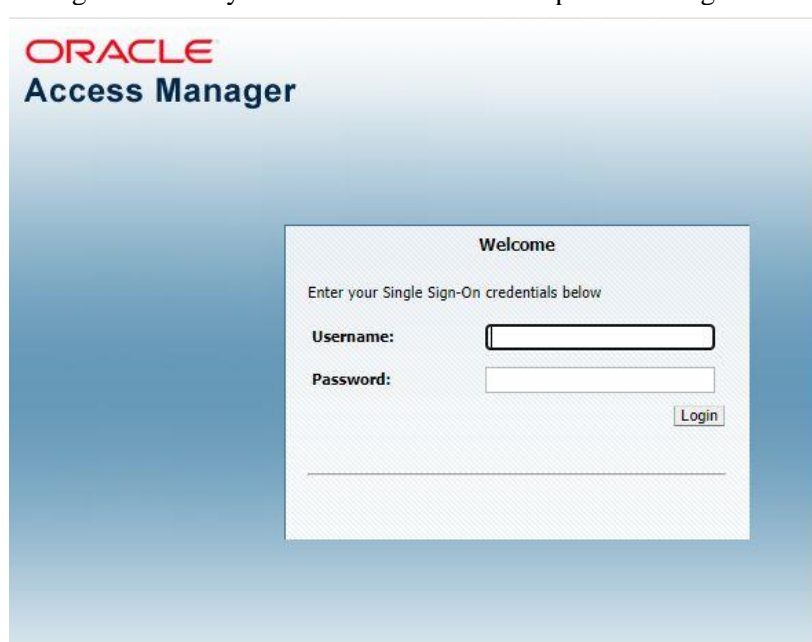 ORACLE
Access Manager
Welcome
Enter your Single Sign-On credentials below
Username:
Password:
Login